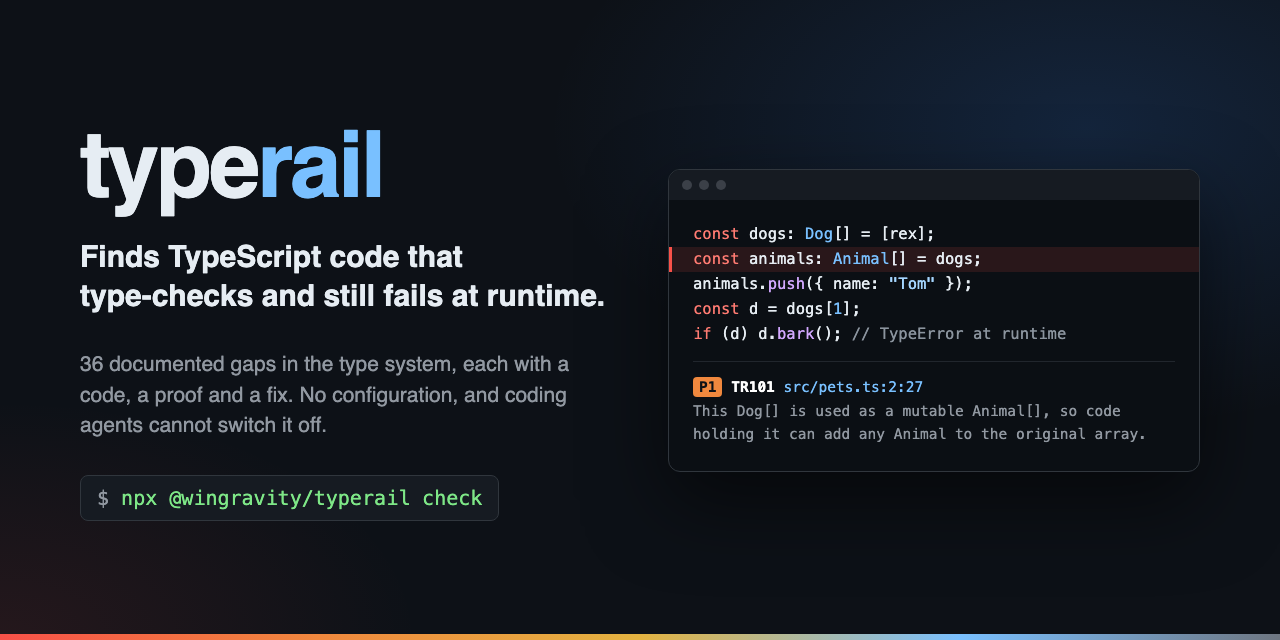 typerail
Finds TypeScript code that
type-checks and still fails at runtime.
36 documented gaps in the type system, each with a
code, a proof and a fix. No configuration, and coding
agents cannot switch it off.
$ npx @wingravity/typerail check
const dogs: Dog[] = [rex];
const animals: Animal[] = dogs;
animals.push({ name: "Tom" });
const d = dogs[1];
if (d) d.bark(); // TypeError at runtime
P1 TR101 src/pets.ts:2:27
This Dog[] is used as a mutable Animal[], so code
holding it can add any Animal to the original array.